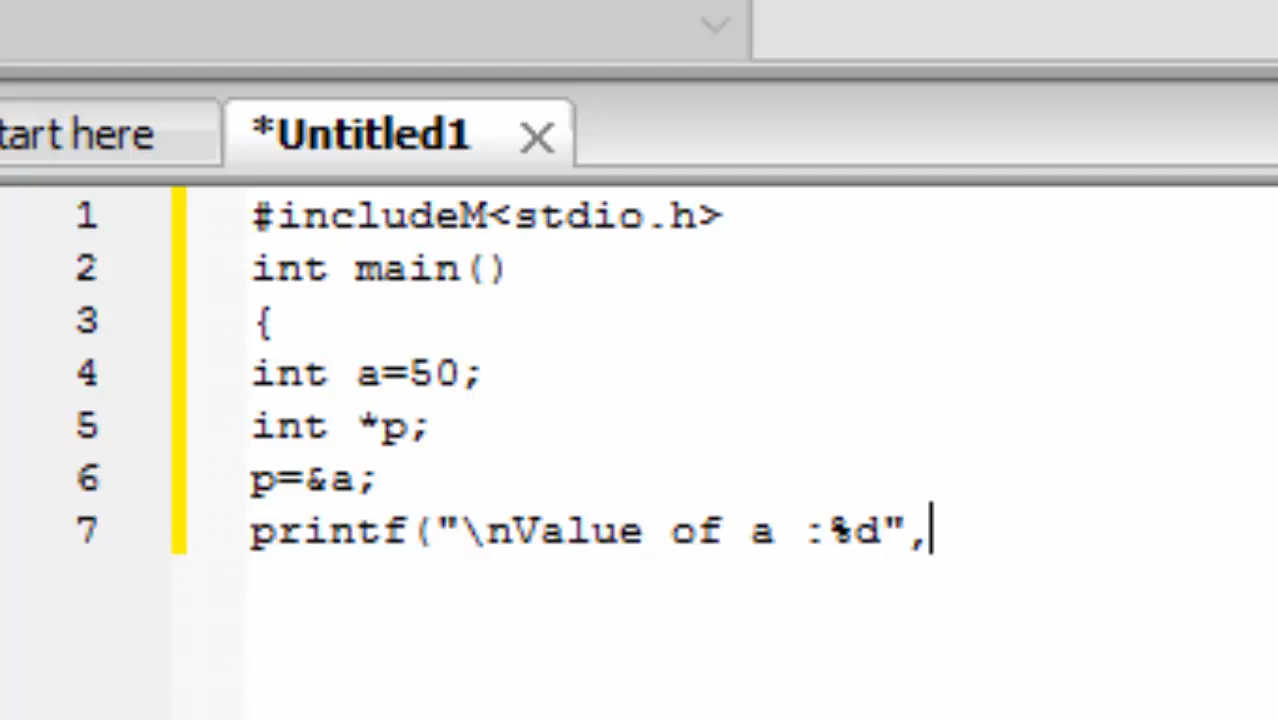 tart here
*Untitled1
1 #includeM<stdio.h>
2 int main()
3 {
4 int a=50;
5 int *p;
6 p=&a;
7 printf("\nValue of a :%d",